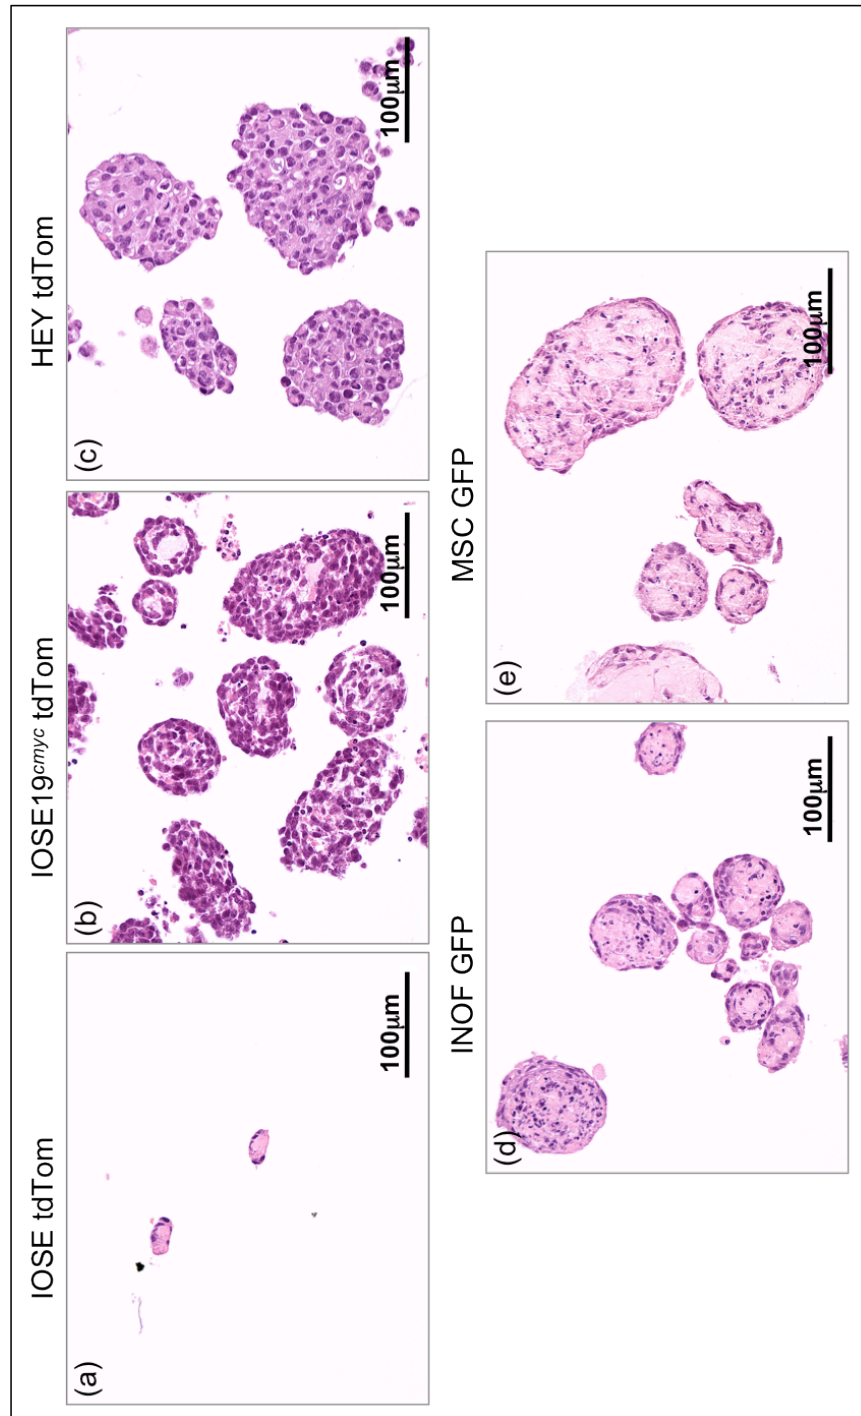 IOSE tdTom
IOSE19cmyc tdTom
HEY tdTom
(a)
100μm
(b)
100μm
(c)
100μm
INOF GFP
MSC GFP
(d)
100μm
(e)
100μm